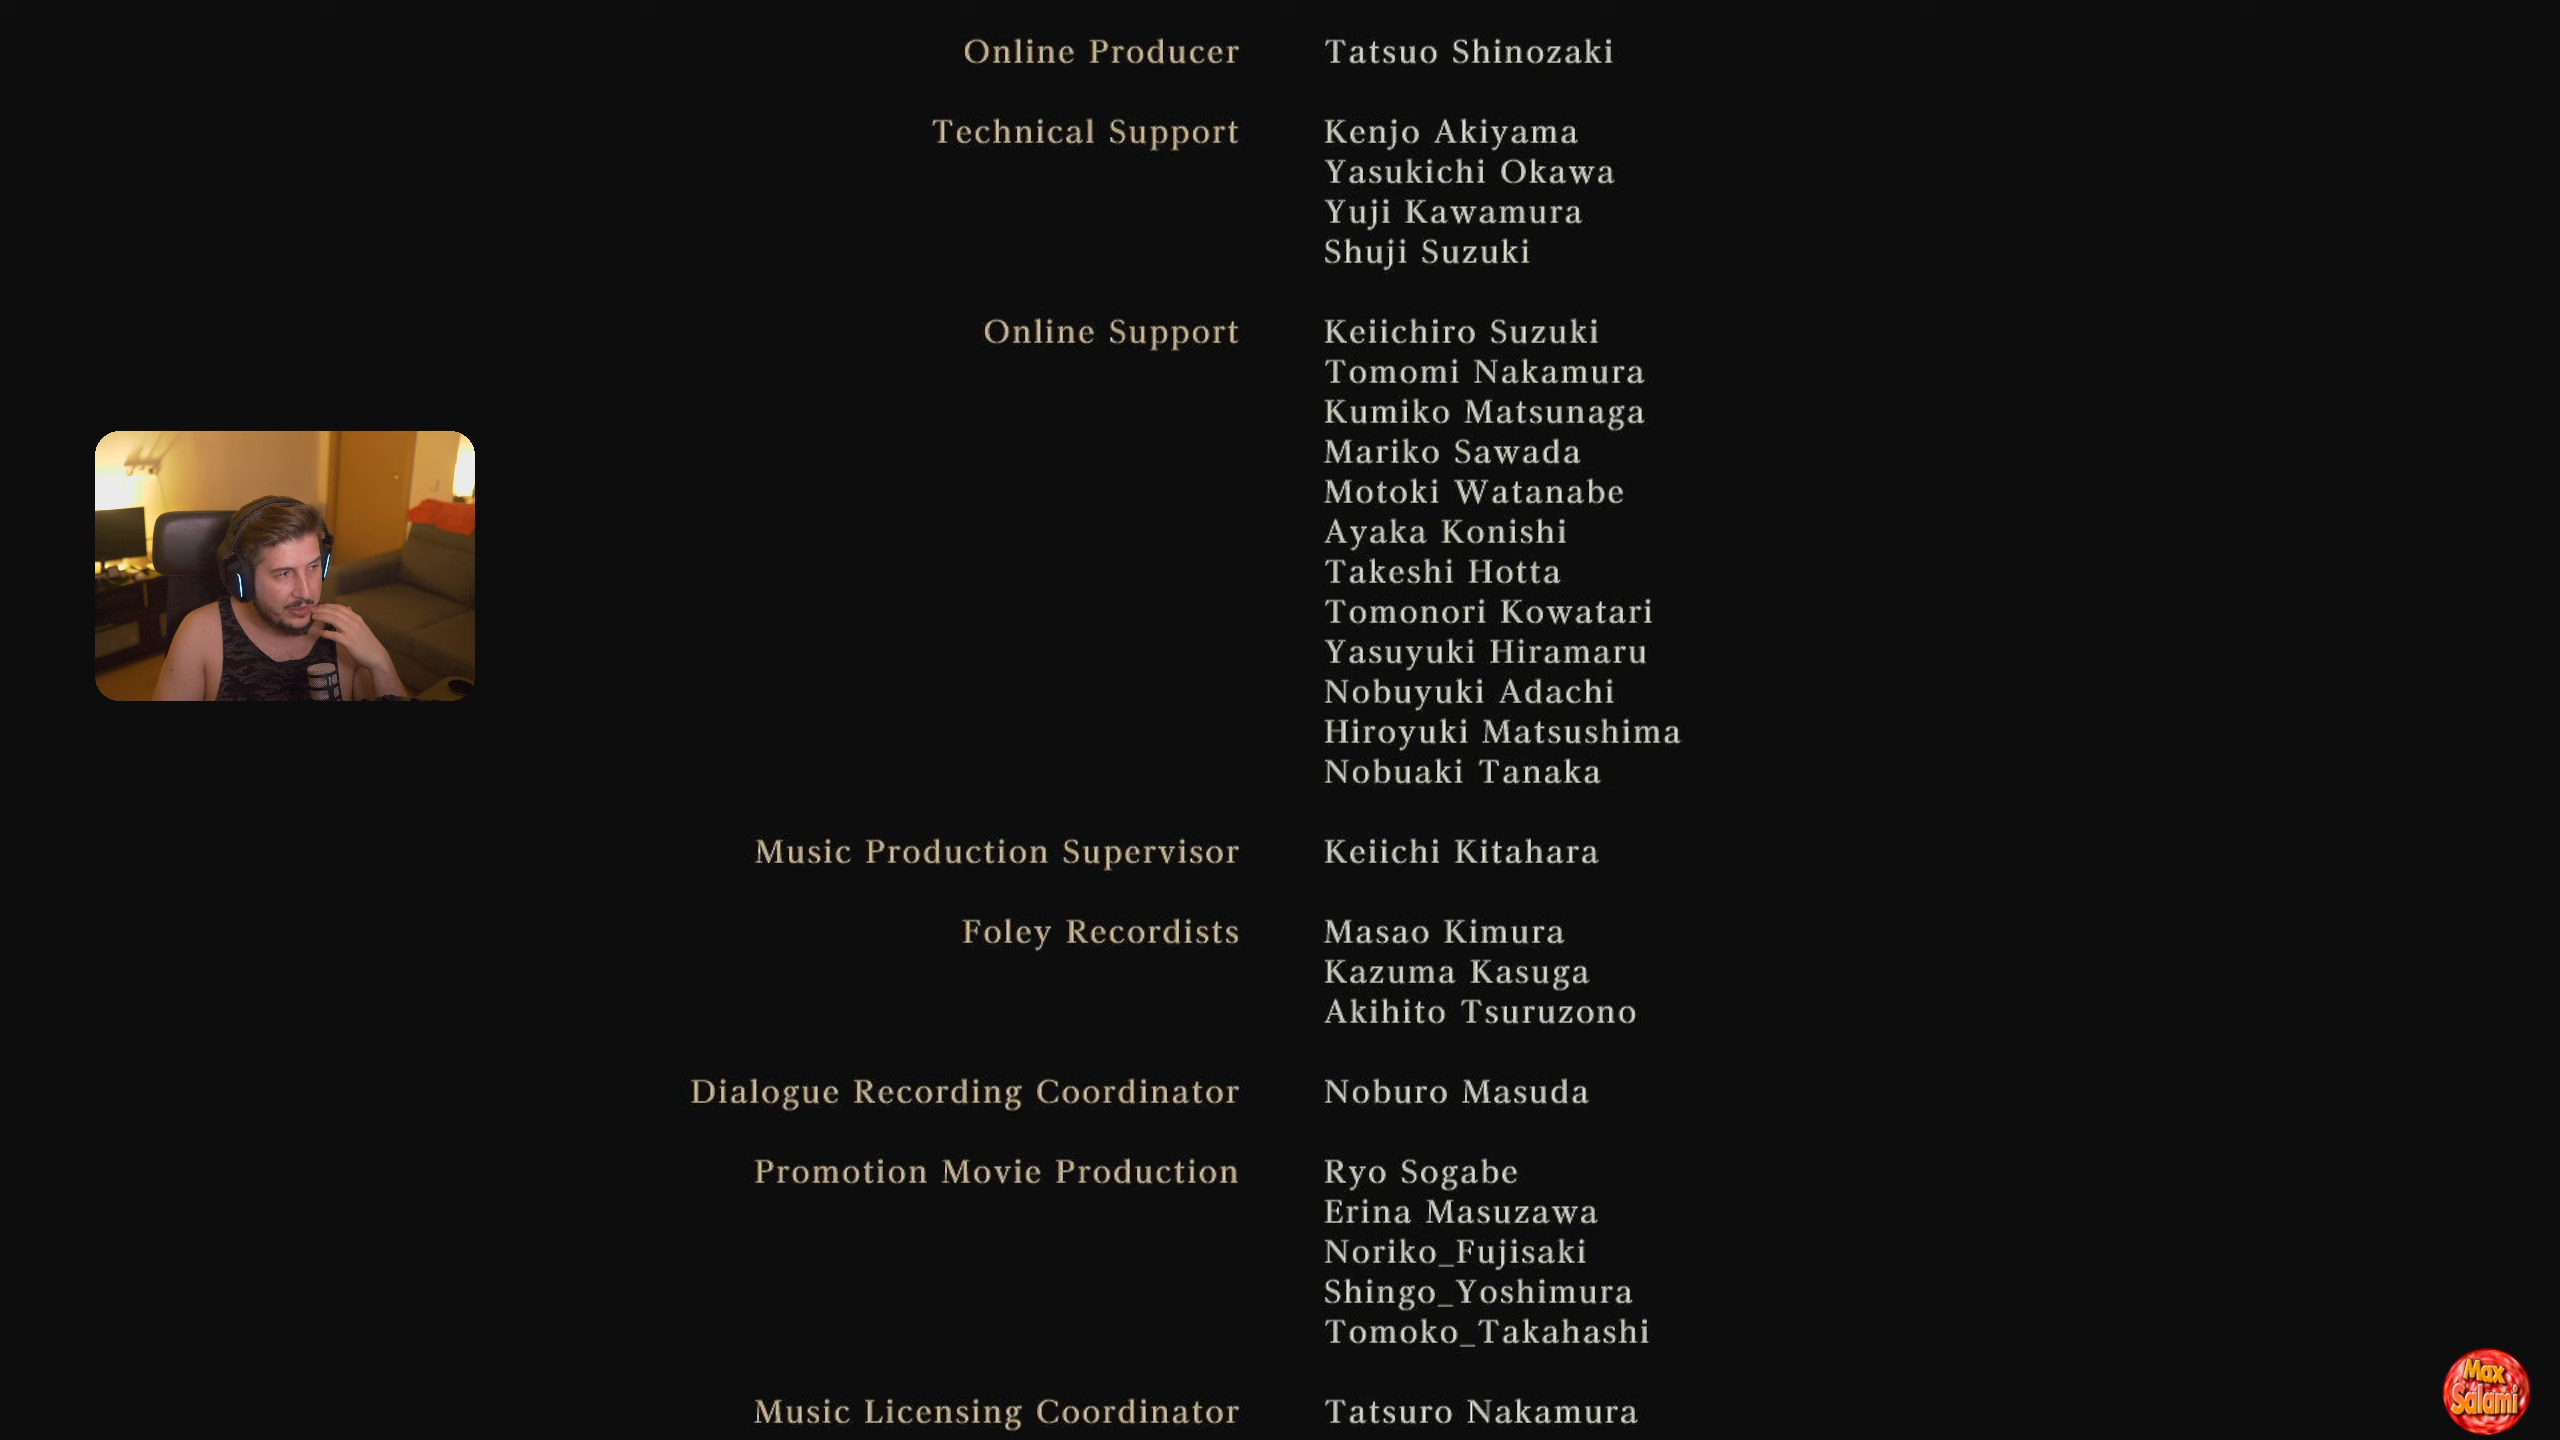 Online Producer Tatsuo Shinozaki
Technical Support Kenjo Akiyama
Yasukichi Okawa
Yuji Kawamura
Shuji Suzuki
Online Support Keiichiro Suzuki
Tomomi Nakamura
Kumiko Matsunaga
Mariko Sawada
Motoki Watanabe
Ayaka Konishi
Takeshi Hotta
Tomonori Kowatari
Yasuyuki Hiramaru
Nobuyuki Adachi
Hiroyuki Matsushima
Nobuaki Tanaka
Music Production Supervisor Keiichi Kitahara
Foley Recordists Masao Kimura
Kazuma Kasuga
Akihito Tsuruzono
Dialogue Recording Coordinator Noburo Masuda
Promotion Movie Production Ryo Sogabe
Erina Masuzawa
Noriko_Fujisaki
Shingo_Yoshimura
Tomoko_Takahashi
Music Licensing Coordinator Tatsuro Nakamura
Max
Salami